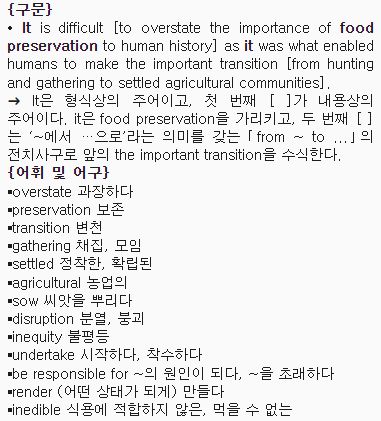 {구문}
• It is difficult [to overstate the importance of food
preservation to human history] as it was what enabled
humans to make the important transition [from hunting
and gathering to settled agricultural communities].
➔ It은 형식상의 주어이고, 첫 번째 [ ]가 내용상의
주어이다. it은 food preservation을 가리키고, 두 번째 [ ]
는 '~에서 …으로'라는 의미를 갖는 「from ~ to …」의
전치사구로 앞의 the important transition을 수식한다.
{어휘 및 어구}
▪overstate 과장하다
▪preservation 보존
▪transition 변천
▪gathering 채집, 모임
▪settled 정착한, 확립된
▪agricultural 농업의
▪sow 씨앗을 뿌리다
▪disruption 분열, 붕괴
▪inequity 불평등
▪undertake 시작하다, 착수하다
▪be responsible for ~의 원인이 되다, ~을 초래하다
▪render (어떤 상태가 되게) 만들다
▪inedible 식용에 적합하지 않은, 먹을 수 없는